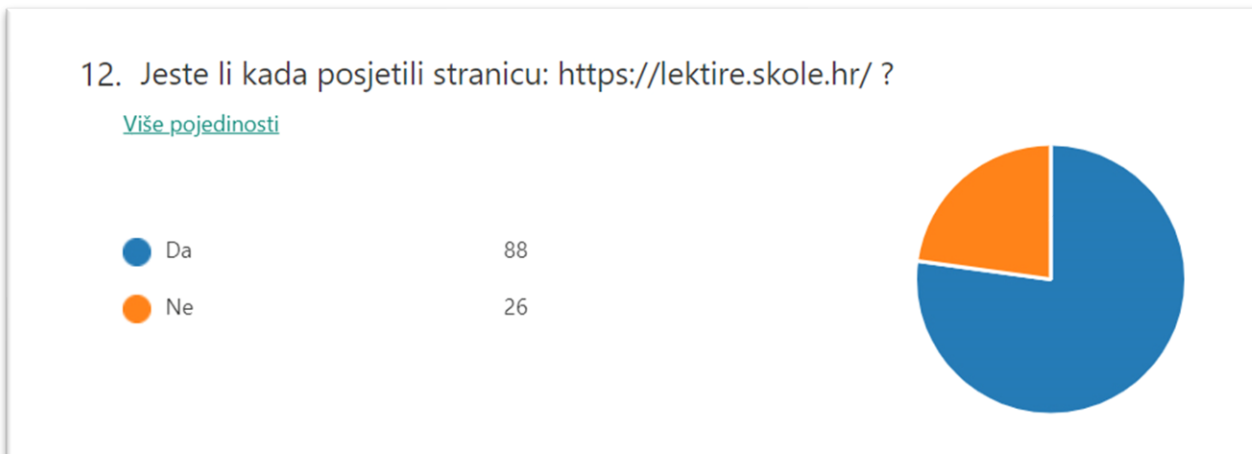 12. Jeste li kada posjetili stranicu: https://lektire.skole.hr/ ?
Više pojedinosti
Da 88
Ne 26